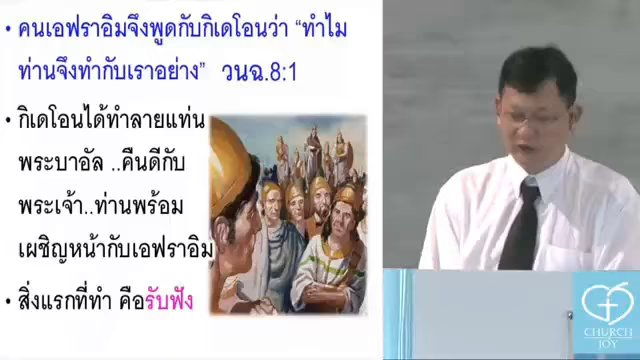 • คนเอฟราอิมจึงพูดกับกิเดโอนว่า “ทำไม
ท่านจึงทำกับเราอย่าง” วนฉ.8:1
• กิเดโอนได้ทำลายแท่น
พระบาอัล ..คืนดีกับ
พระเจ้า..ท่านพร้อม
เผชิญหน้ากับเอฟราอิม
• สิ่งแรกที่ทำ คือรับฟัง
CHURCH
JOY